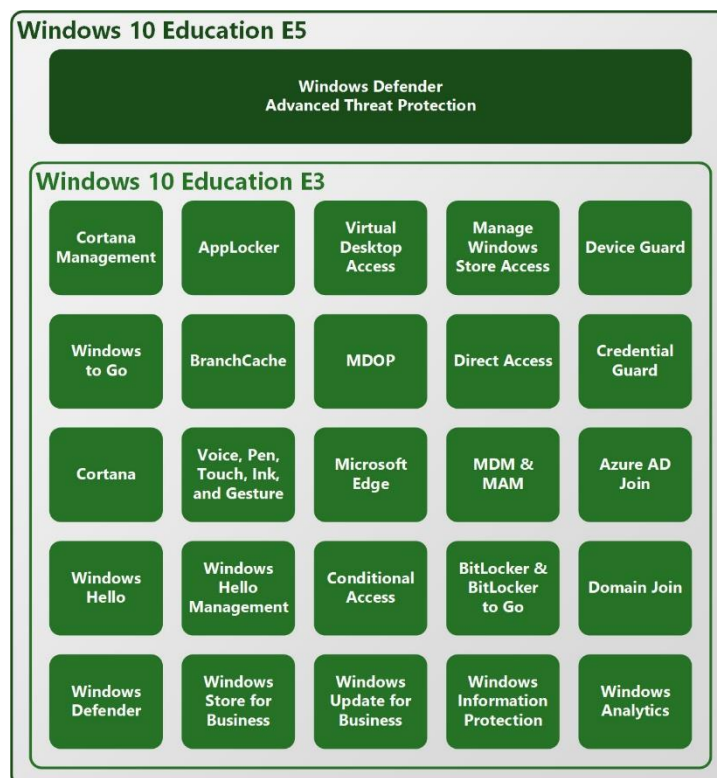 Windows 10 Education E5
Windows Defender
Advanced Threat Protection
Windows 10 Education E3
Cortana
Management
AppLocker
Virtual
Desktop
Access
Manage
Windows
Store Access
Device Guard
Windows
to Go
BranchCache
MDOP
Direct Access
Credential
Guard
Cortana
Voice, Pen,
Touch, Ink,
and Gesture
Microsoft
Edge
MDM &
MAM
Azure AD
Join
Windows
Hello
Windows
Hello
Management
Conditional
Access
BitLocker &
BitLocker
to Go
Domain Join
Windows
Defender
Windows
Store for
Business
Windows
Update for
Business
Windows
Information
Protection
Windows
Analytics